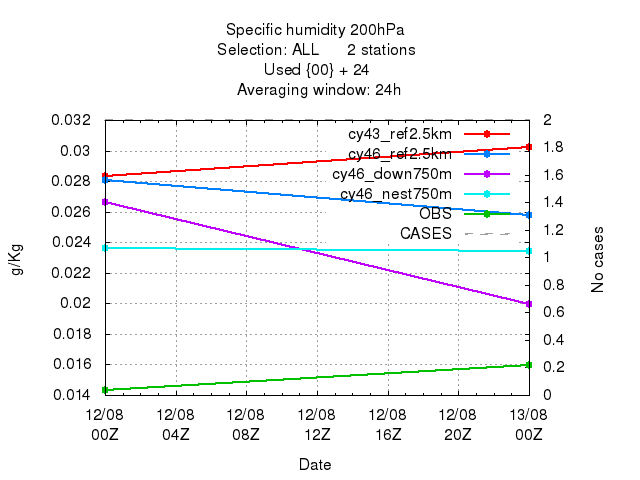 Specific humidity 200hPa
Selection: ALL 2 stations
Used {00} + 24
Averaging window: 24h
0.032
0.03
0.028
0.026
0.024
0.022
0.02
0.018
0.016
0.014
g/Kg
cy43_ref2.5km
cy46_ref2.5km
cy46_down750m
cy46_nest750m
OBS
CASES
2
1.8
1.6
1.4
1.2
1
0.8
0.6
0.4
0.2
0
No cases
12/08 12/08 12/08 12/08 12/08 12/08 13/08
00Z 04Z 08Z 12Z 16Z 20Z 00Z
Date